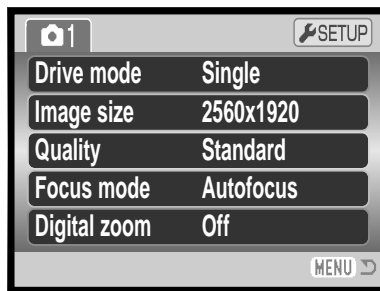 1 SETUP
Drive mode Single
Image size 2560x1920
Quality Standard
Focus mode Autofocus
Digital zoom Off
MENU